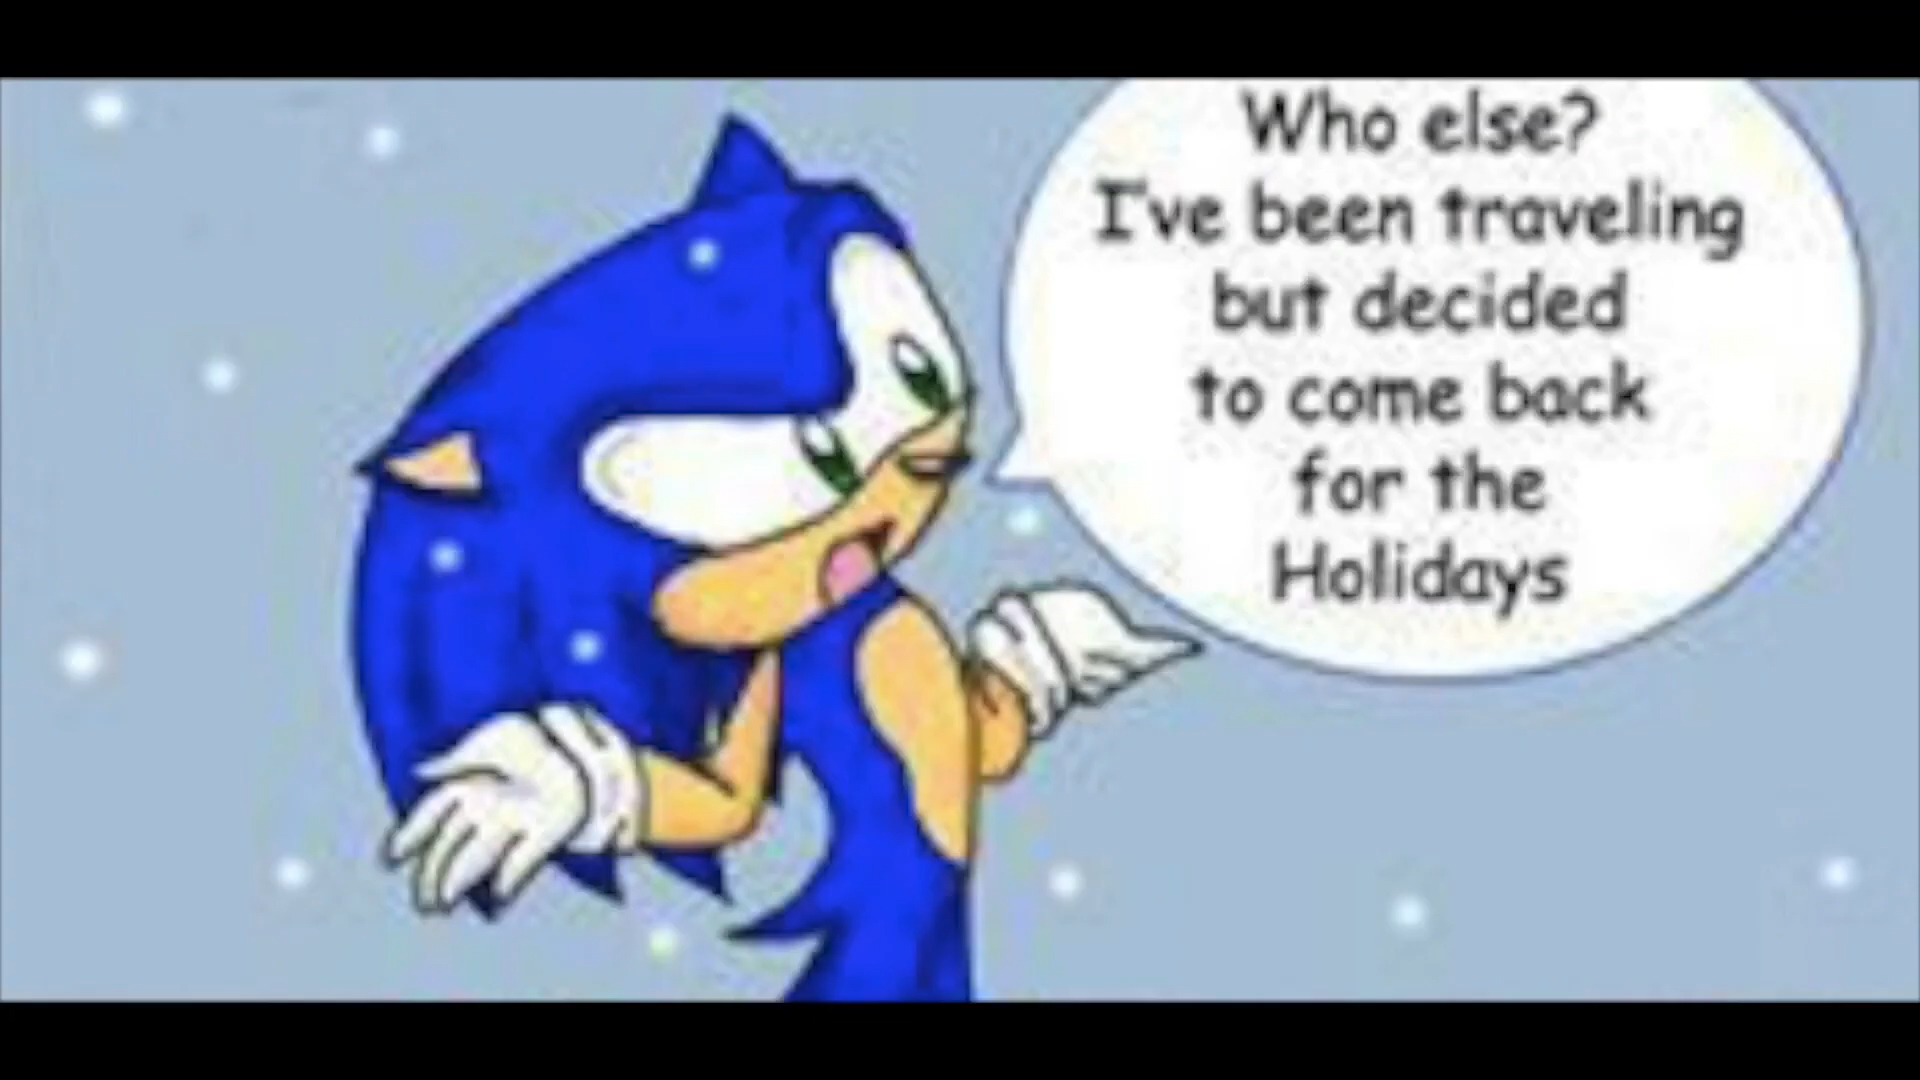 Who else?
I've been traveling
but decided
to come back
for the
Holidays